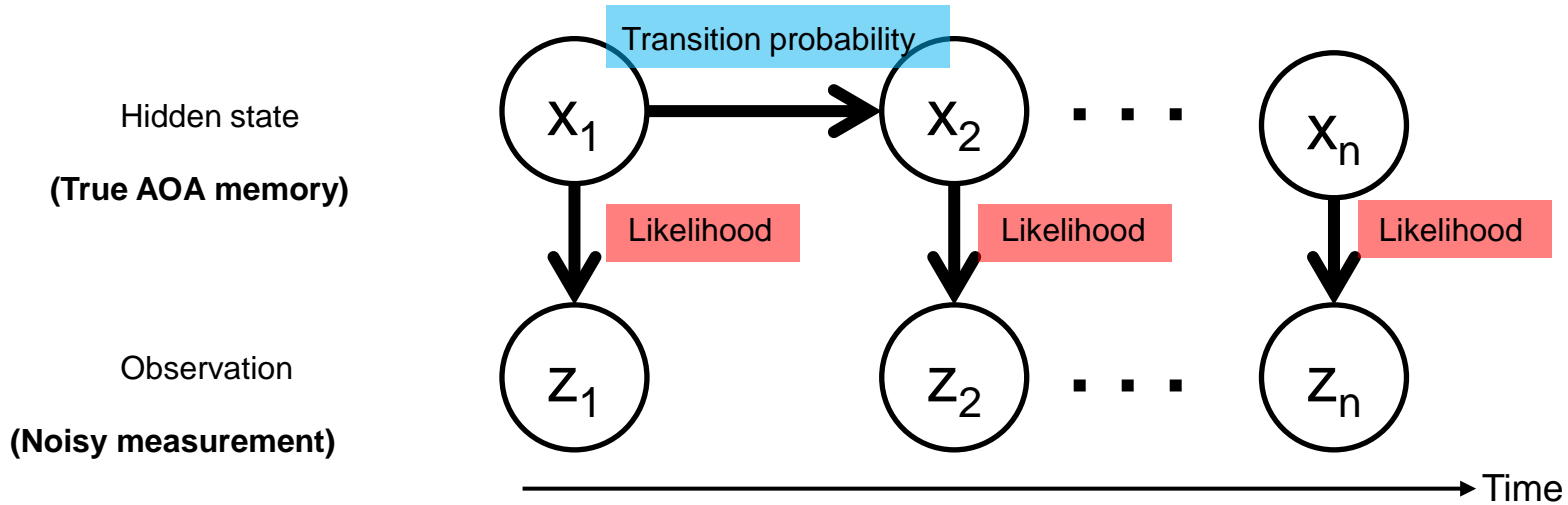 Transition probability
Hidden state
(True AOA memory)
x1
x2
. . .
xn
Likelihood
Likelihood
Likelihood
Observation
(Noisy measurement)
z1
z2
. . .
zn
Time